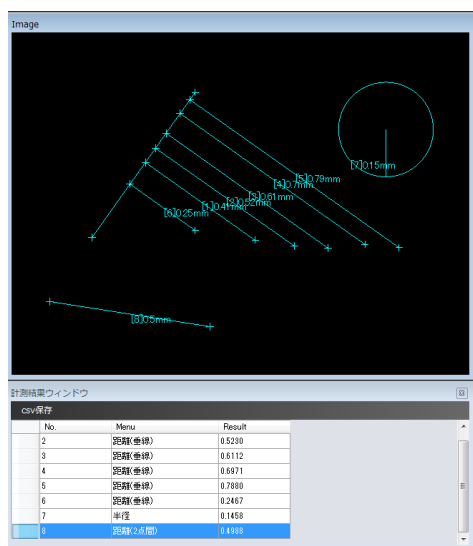 Image
[7]0.15mm
[5]0.79mm
[4]0.7mm
[3]0.61mm
[2]0.52mm
[1]0.41mm
[6]0.25mm
[8]0.5mm
計測結果ウィンドウ
csv保存
No. Menu Result
2 距離(垂線) 0.5230
3 距離(垂線) 0.6112
4 距離(垂線) 0.6971
5 距離(垂線) 0.7880
6 距離(垂線) 0.2467
7 半径 0.1458
8 距離(2点間) 0.4988